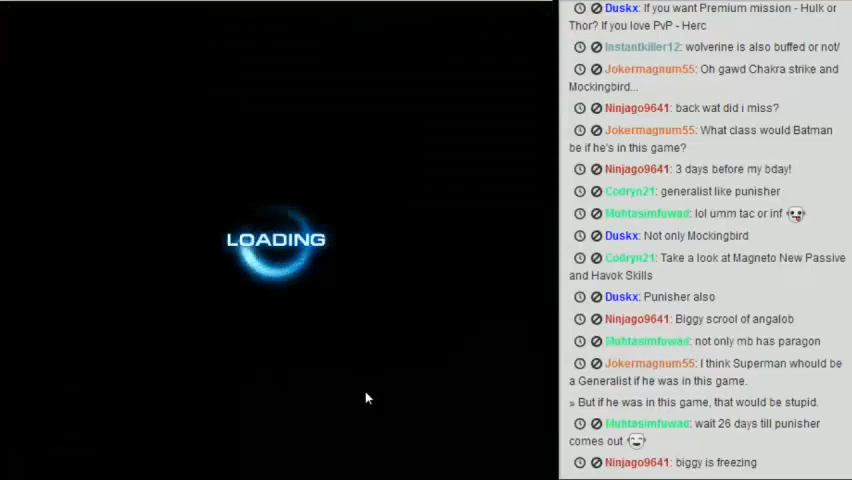 LOADING
Duskx: If you want Premium mission - Hulk or
Thor? If you love PvP - Herc
Instantkiller12: wolverine is also buffed or not/
Jokermagnum55: Oh gawd Chakra strike and
Mockingbird...
Ninjago9641: back wat did i miss?
Jokermagnum55: What class would Batman
be if he's in this game?
Ninjago9641: 3 days before my bday!
Codryn21: generalist like punisher
Muhtasimfuwad: lol umm tac or inf
Duskx: Not only Mockingbird
Codryn21: Take a look at Magneto New Passive
and Havok Skills
Duskx: Punisher also
Ninjago9641: Biggy scrool of angalob
Muhtasimfuwad: not only mb has paragon
Jokermagnum55: I think Superman whould be
a Generalist if he was in this game.
» But if he was in this game, that would be stupid.
Muhtasimfuwad: wait 26 days till punisher
comes out
Ninjago9641: biggy is freezing